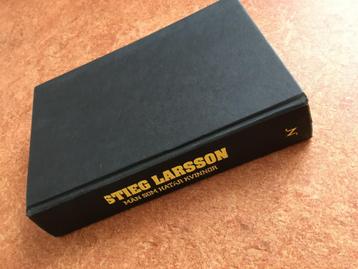 STIEG LARSSON
MÄN SOM HATAR KVINNOR
N